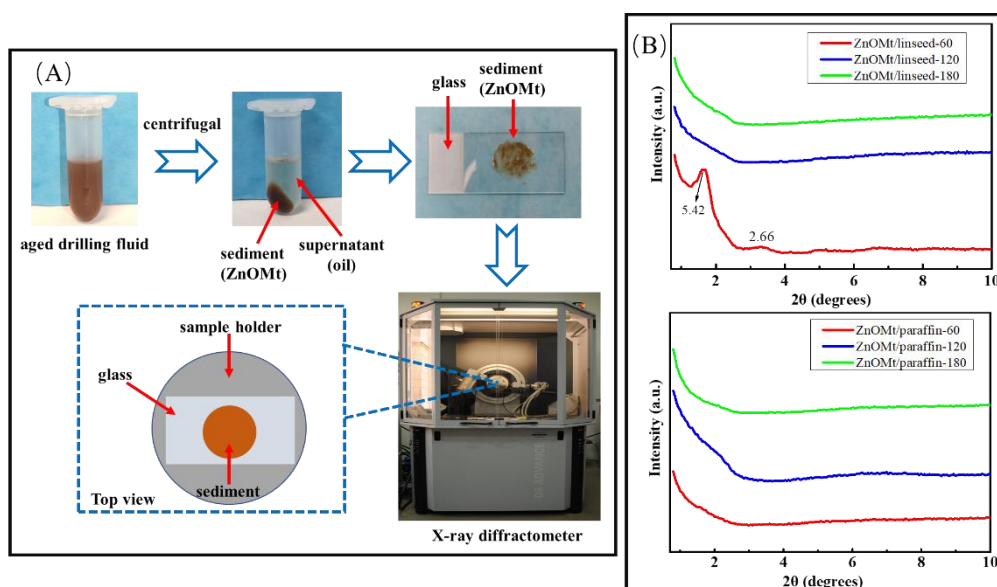 (A)
centrifugal
glass
sediment
(ZnOMt)
aged drilling fluid
sediment
(ZnOMt)
supernatant
(oil)
sample holder
glass
sediment
Top view
D8 ADVANCE
X-ray diffractometer
(B)
Intensity (a.u.)
ZnOMt/linseed-60
ZnOMt/linseed-120
ZnOMt/linseed-180
5.42
2.66
2 4 6 8 10
2θ (degrees)
Intensity (a.u.)
ZnOMt/paraffin-60
ZnOMt/paraffin-120
ZnOMt/paraffin-180
2 4 6 8 10
2θ (degrees)